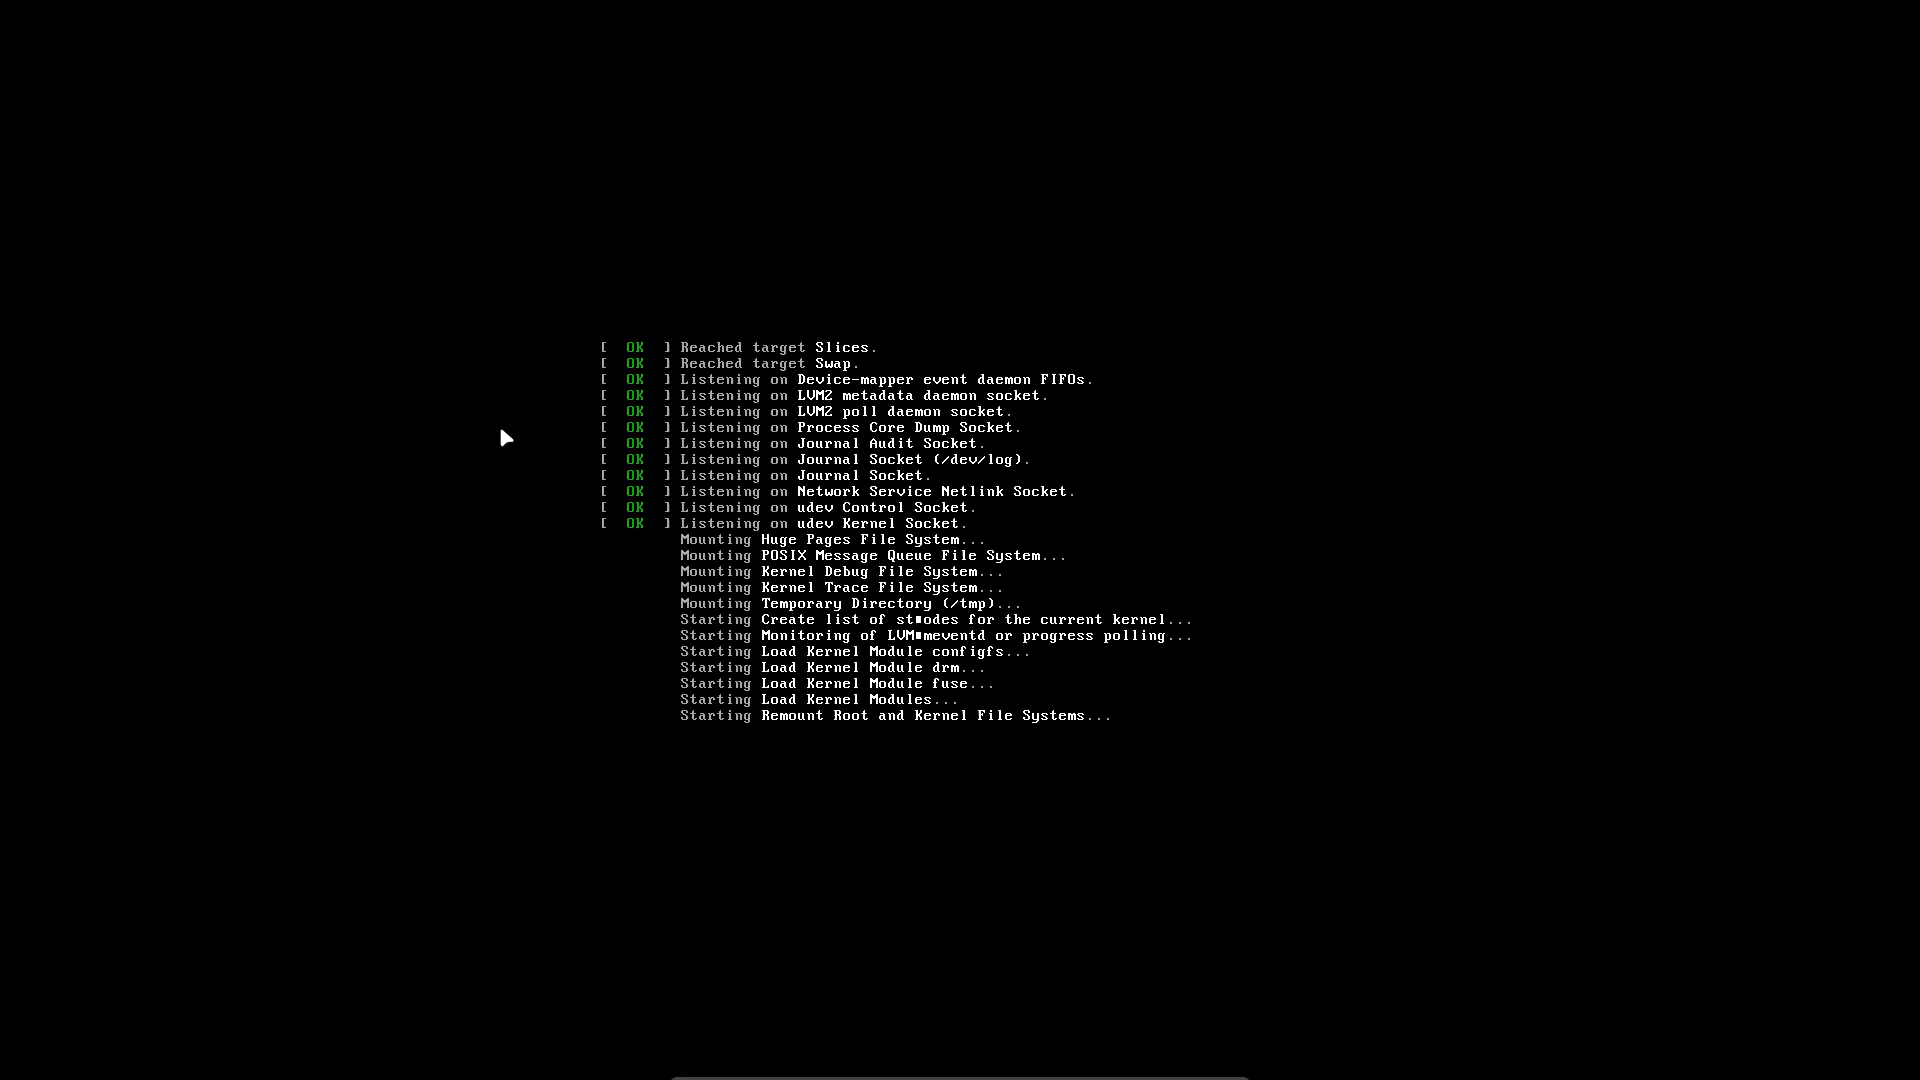 [  OK  ] Reached target Slices.
[  OK  ] Reached target Swap.
[  OK  ] Listening on Device-mapper event daemon FIFOs.
[  OK  ] Listening on LVM2 metadata daemon socket.
[  OK  ] Listening on LVM2 poll daemon socket.
[  OK  ] Listening on Process Core Dump Socket.
[  OK  ] Listening on Journal Audit Socket.
[  OK  ] Listening on Journal Socket (/dev/log).
[  OK  ] Listening on Journal Socket.
[  OK  ] Listening on Network Service Netlink Socket.
[  OK  ] Listening on udev Control Socket.
[  OK  ] Listening on udev Kernel Socket.
Mounting Huge Pages File System...
Mounting POSIX Message Queue File System...
Mounting Kernel Debug File System...
Mounting Kernel Trace File System...
Mounting Temporary Directory (/tmp)...
Starting Create list of st▪odes for the current kernel...
Starting Monitoring of LVM▪meventd or progress polling...
Starting Load Kernel Module configfs...
Starting Load Kernel Module drm...
Starting Load Kernel Module fuse...
Starting Load Kernel Modules...
Starting Remount Root and Kernel File Systems...